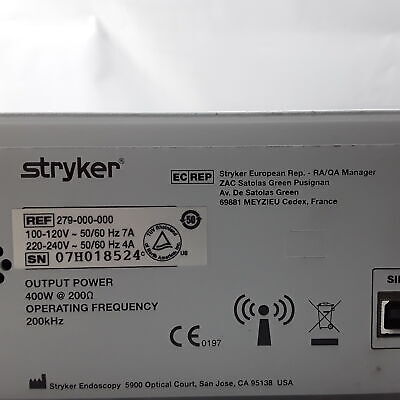 stryker®
EC REP
Stryker European Rep. - RA/QA Manager
ZAC Satolas Green Pusignan
Av. De Satolas Green
69881 MEYZIEU Cedex, France
REF 279-000-000
100-120V ~ 50/60 Hz 7A
220-240V ~ 50/60 Hz 4A
SN 07H018524
50
C
US
OUTPUT POWER
400W @ 200Ω
OPERATING FREQUENCY
200kHz
CE 0197
SI
Stryker Endoscopy 5900 Optical Court, San Jose, CA 95138 USA